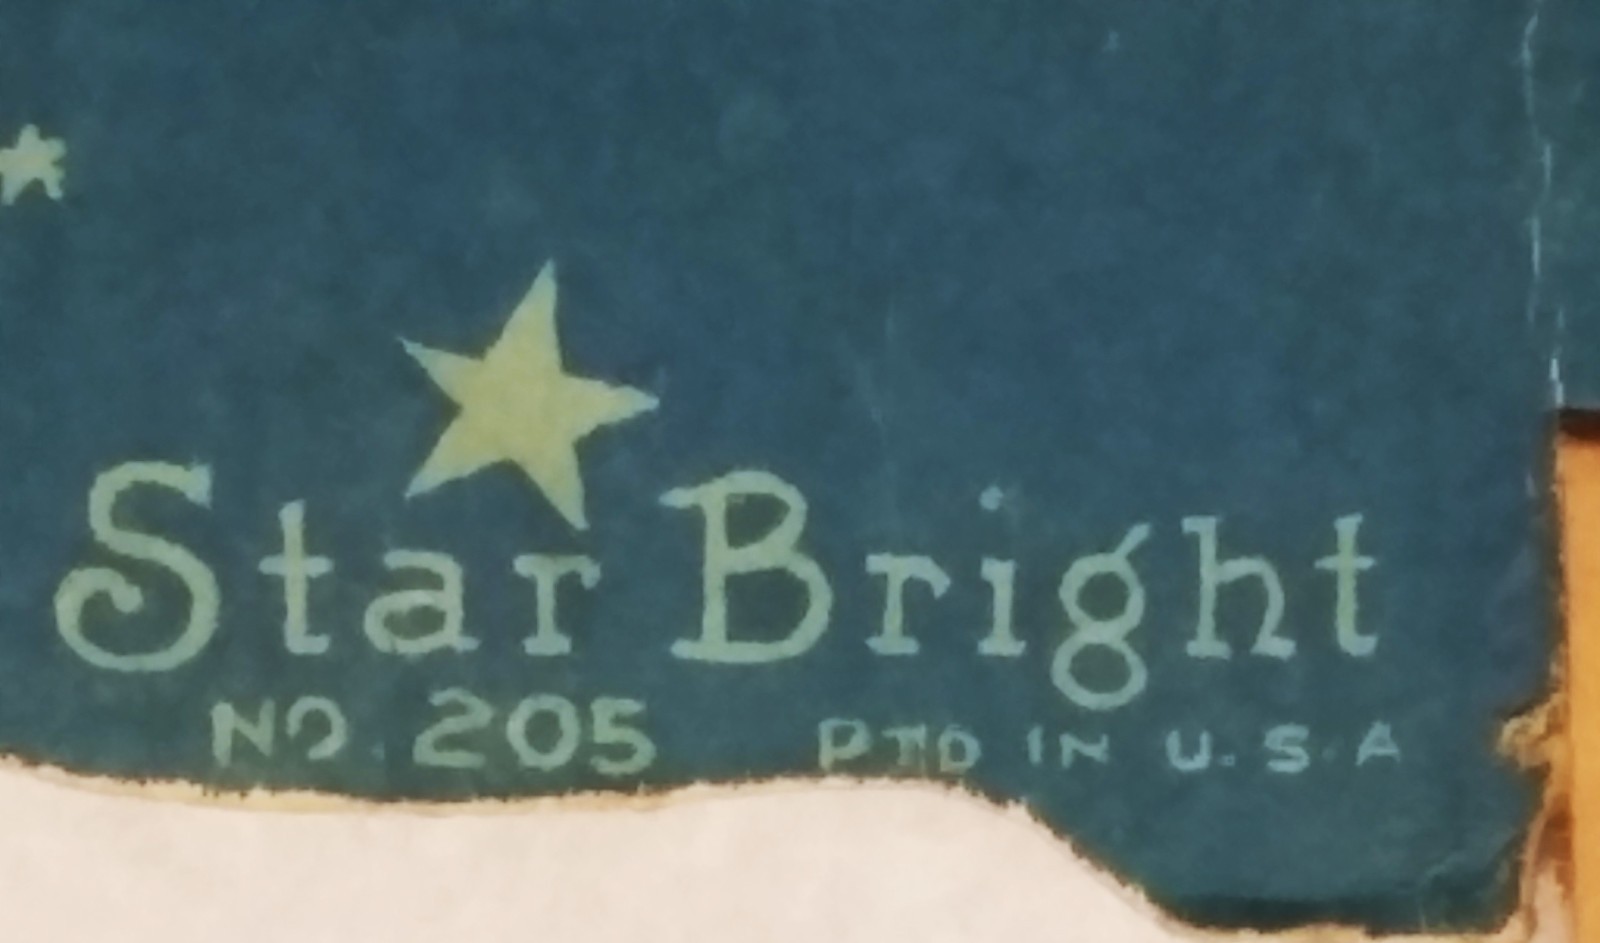 Star Bright
NO. 205 PTD IN U.S.A